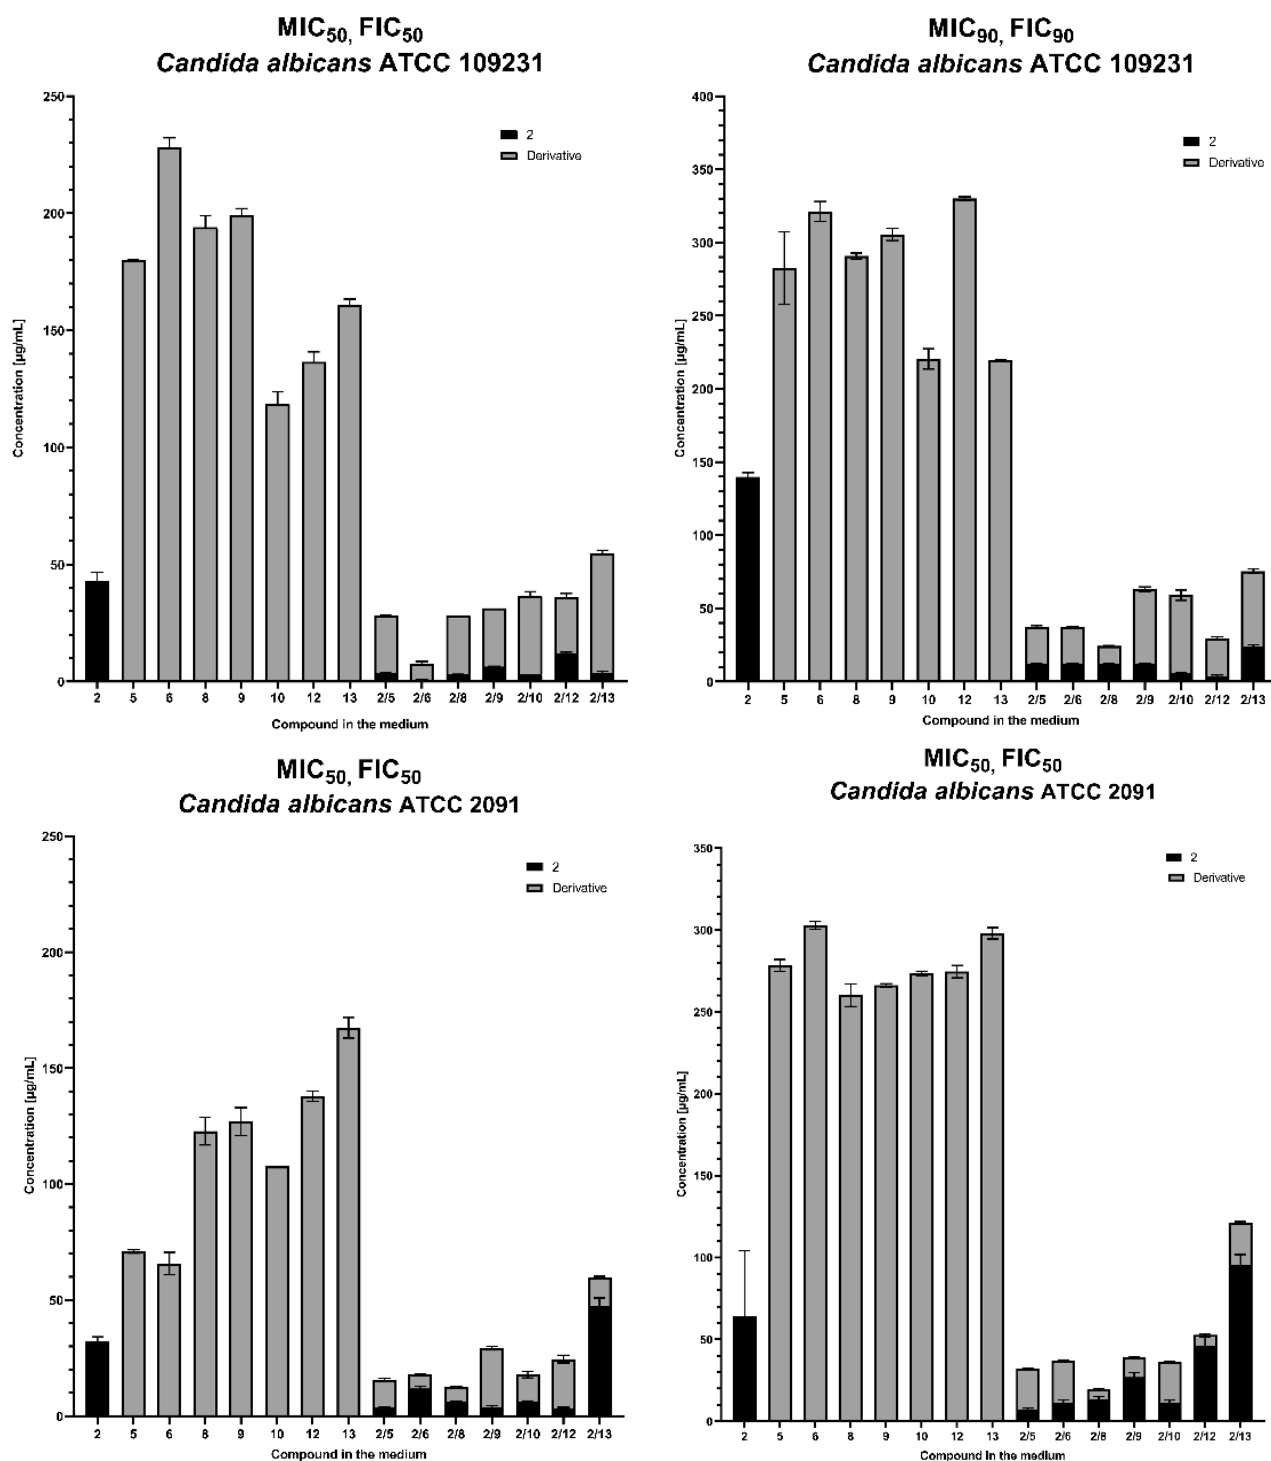 MIC50, FIC50
Candida albicans ATCC 109231
250
200
150
100
50
0
Concentration [µg/mL]
2
Derivative
2 5 6 8 9 10 12 13 2/5 2/6 2/8 2/9 2/10 2/12 2/13
Compound in the medium
MIC90, FIC90
Candida albicans ATCC 109231
400
350
300
250
200
150
100
50
0
Concentration [µg/mL]
2
Derivative
2 5 6 8 9 10 12 13 2/5 2/6 2/8 2/9 2/10 2/12 2/13
Compound in the medium
MIC50, FIC50
Candida albicans ATCC 2091
250
200
150
100
50
0
Concentration [µg/mL]
2
Derivative
2 5 6 8 9 10 12 13 2/5 2/6 2/8 2/9 2/10 2/12 2/13
Compound in the medium
MIC50, FIC50
Candida albicans ATCC 2091
350
300
250
200
150
100
50
0
Concentration [µg/mL]
2
Derivative
2 5 6 8 9 10 12 13 2/5 2/6 2/8 2/9 2/10 2/12 2/13
Compound in the medium